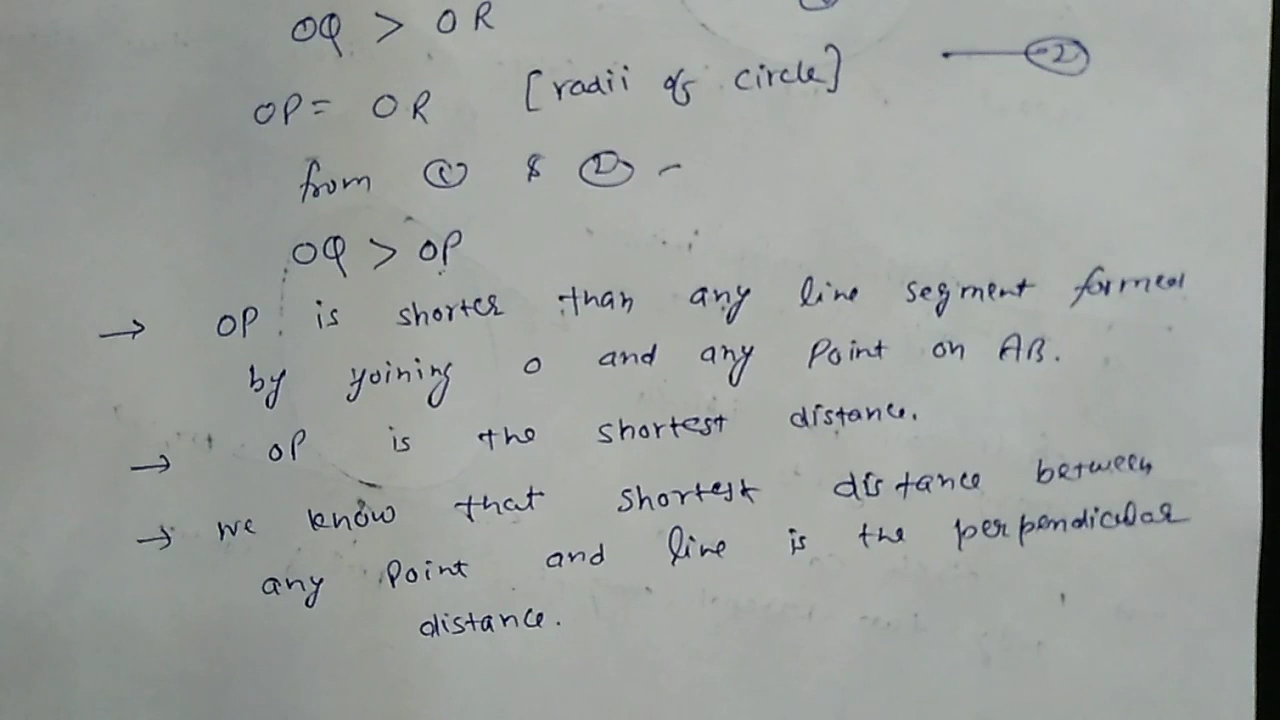 OQ > OR
OP = OR [radii of circle] — 2
from ① & ② -
OQ > OP
→ OP is shorter than any line segment formed
by yoining o and any Point on AB.
→ OP is the shortest distance.
→ We know that shortest distance between
any Point and line is the perpendicular
distance.